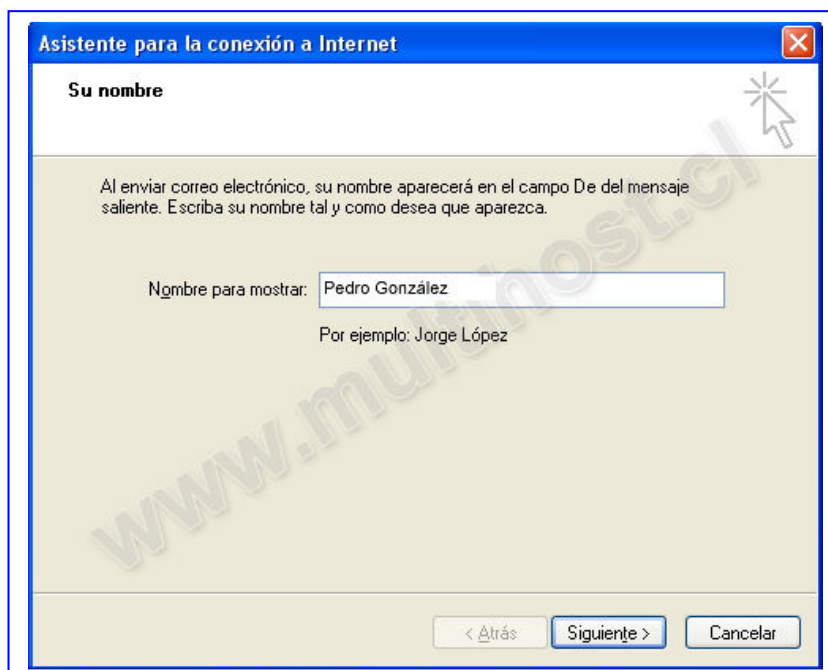 Asistente para la conexión a Internet
Su nombre
Al enviar correo electrónico, su nombre aparecerá en el campo De del mensaje
saliente. Escriba su nombre tal y como desea que aparezca.
Nombre para mostrar: Pedro González
Por ejemplo: Jorge López
www.multihost.cl
< Atrás Siguiente > Cancelar